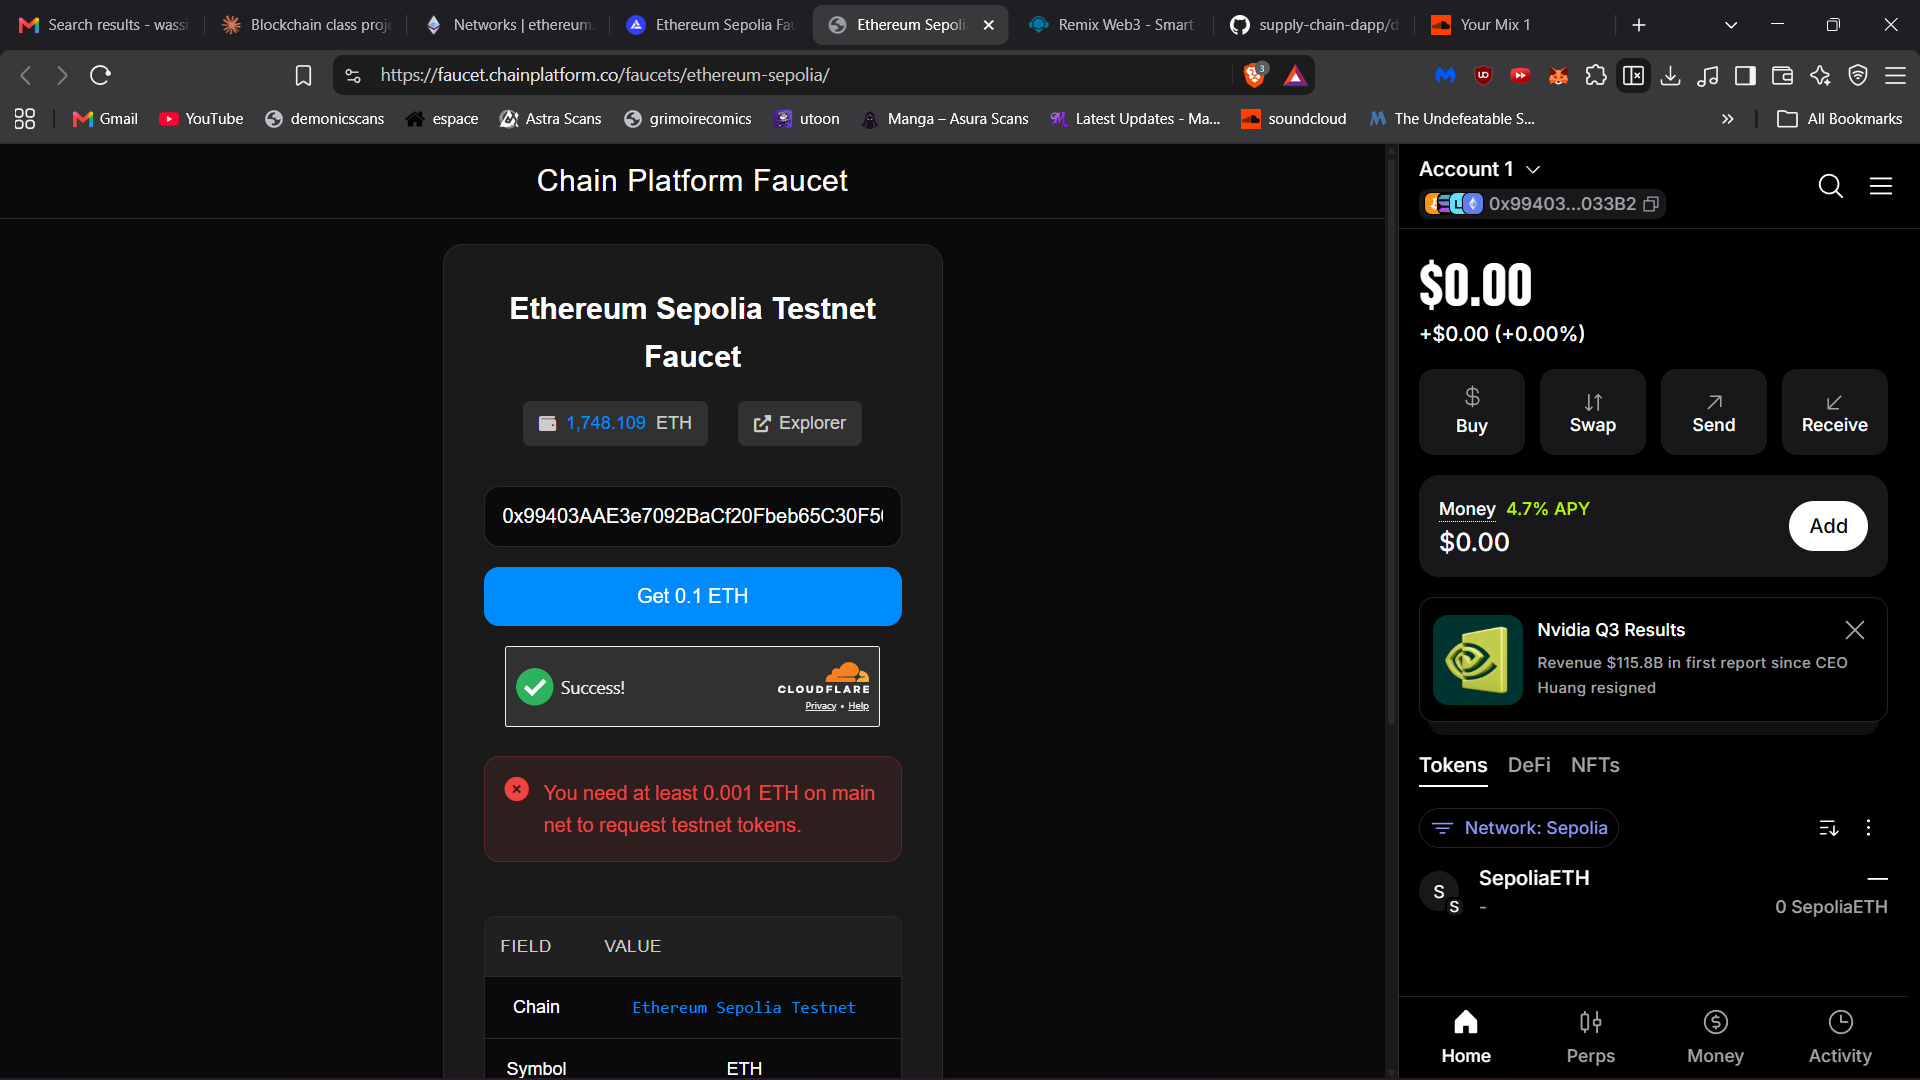 Search results - wassi
Blockchain class proje
Networks | ethereum.
Ethereum Sepolia Fau
Ethereum Sepoli
Remix Web3 - Smart
supply-chain-dapp/d
Your Mix 1
https://faucet.chainplatform.co/faucets/ethereum-sepolia/
3
Gmail
YouTube
demonicscans
espace
Astra Scans
grimoirecomics
utoon
Manga – Asura Scans
Latest Updates - Ma...
soundcloud
The Undefeatable S...
All Bookmarks
Chain Platform Faucet
Ethereum Sepolia Testnet
Faucet
1,748.109 ETH
Explorer
0x99403AAE3e7092BaCf20Fbeb65C30F5
Get 0.1 ETH
Success!
CLOUDFLARE
Privacy • Help
You need at least 0.001 ETH on main
net to request testnet tokens.
FIELD VALUE
Chain Ethereum Sepolia Testnet
Symbol ETH
Account 1
0x99403...033B2
$0.00
+$0.00 (+0.00%)
Buy
Swap
Send
Receive
Money 4.7% APY
$0.00
Add
Nvidia Q3 Results
Revenue $115.8B in first report since CEO
Huang resigned
Tokens DeFi NFTs
Network: Sepolia
S
S
SepoliaETH
—
-
0 SepoliaETH
Home
Perps
Money
Activity